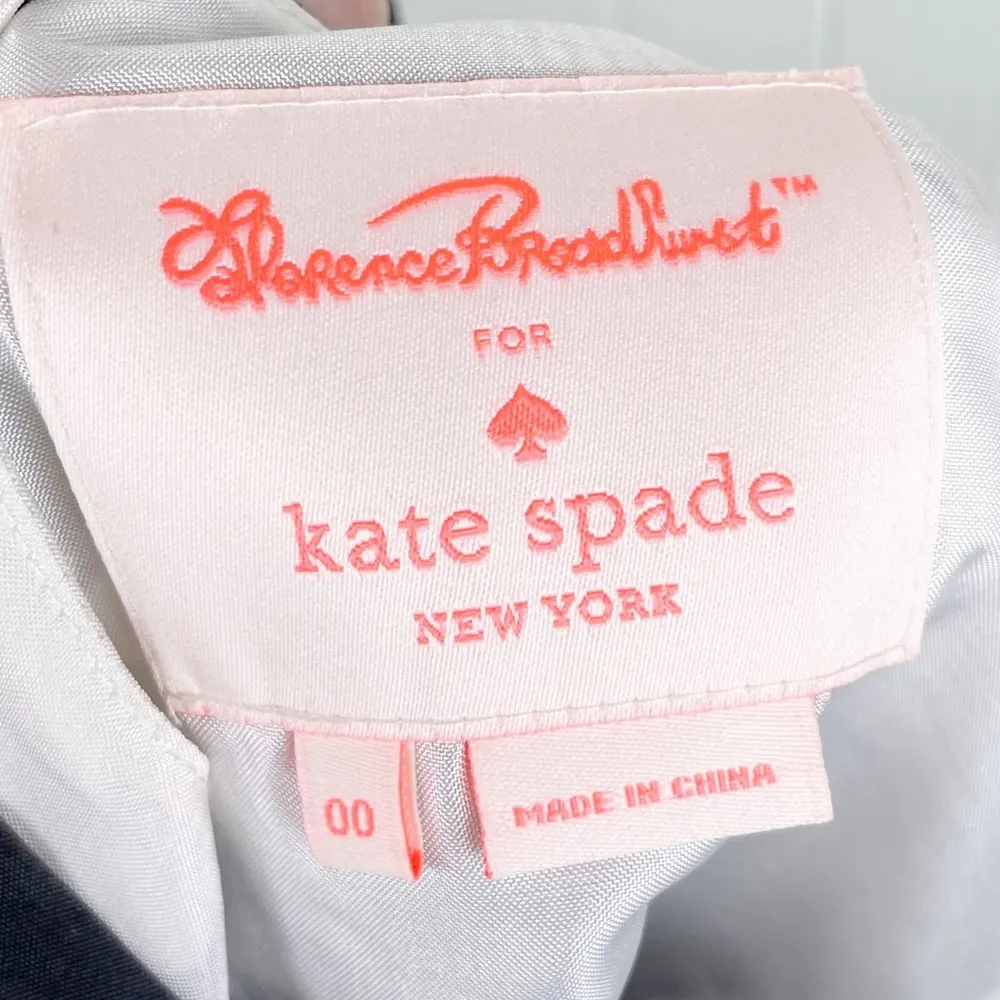 Florence Broadhurst™
FOR
kate spade
NEW YORK
00
MADE IN CHINA